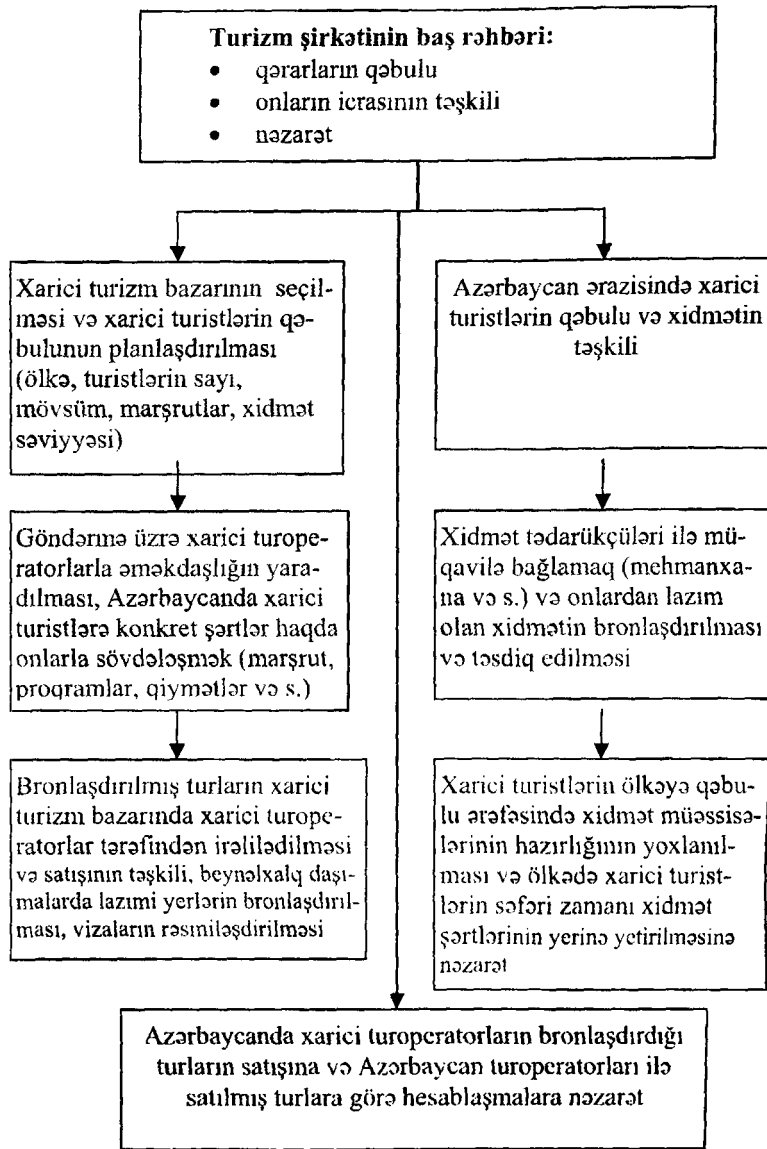 Turizm şirkətinin baş rəhbəri:
• qərarların qəbulu
• onların icrasının təşkili
• nəzarət
Xarici turizm bazarının seçil-
məsi və xarici turistlərin qə-
bulunun planlaşdırılması
(ölkə, turistlərin sayı,
mövsüm, marşrutlar, xidmət
səviyyəsi)
Göndərmə üzrə xarici turope-
ratorlarla əməkdaşlığın yara-
dılması, Azərbaycanda xarici
turistlərə konkret şərtlər haqda
onlarla sövdələşmək (marşrut,
proqramlar, qiymətlər və s.)
Bronlaşdırılmış turların xarici
turizm bazarında xarici turope-
ratorlar tərəfindən irəlilədilməsi
və satışının təşkili, beynəlxalq daşı-
malarda lazımi yerlərin bronlaşdırıl-
ması, vizaların rəsmiləşdirilməsi
Azərbaycan ərazisində xarici
turistlərin qəbulu və xidmətin
təşkili
Xidmət tədarükçüləri ilə mü-
qavilə bağlamaq (mehmanxa-
na və s.) və onlardan lazım
olan xidmətin bronlaşdırılması
və təsdiq edilməsi
Xarici turistlərin ölkəyə qəbu-
lu ərəfəsində xidmət müəssisə-
lərinin hazırlığının yoxlanıl-
ması və ölkədə xarici turist-
lərin səfəri zamanı xidmət
şərtlərinin yerinə yetirilməsinə
nəzarət
Azərbaycanda xarici turoperatorların bronlaşdırdığı
turların satışına və Azərbaycan turoperatorları ilə
satılmış turlara görə hesablaşmalara nəzarət